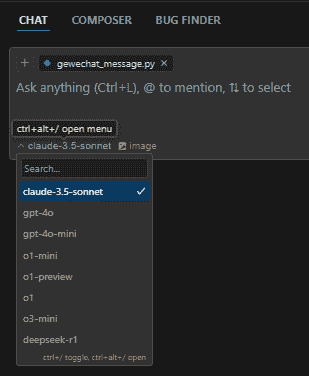 CHAT COMPOSER BUG FINDER
+ gewechat_message.py ×
Ask anything (Ctrl+L), @ to mention, ⇅ to select
ctrl+alt+/ open menu
^ claude-3.5-sonnet image
Search...
claude-3.5-sonnet ✓
gpt-4o
gpt-4o-mini
o1-mini
o1-preview
o1
o3-mini
deepseek-r1
ctrl+/ toggle, ctrl+alt+/ open